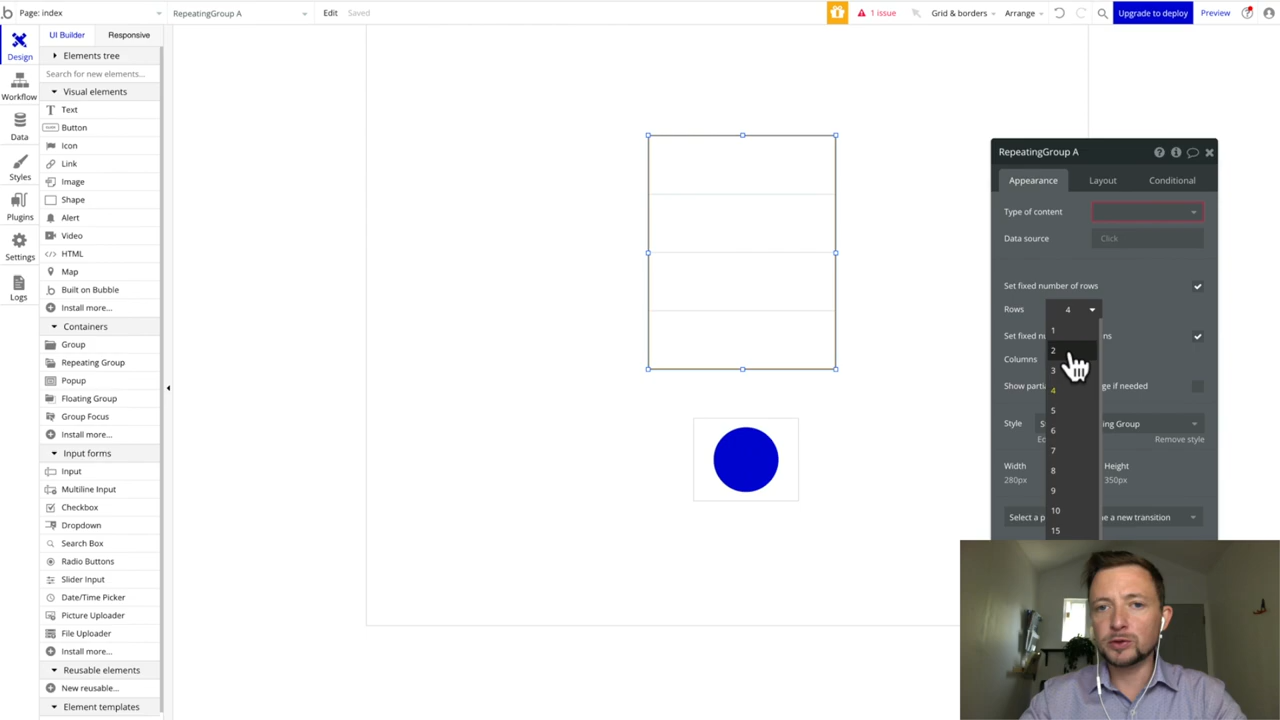 Page: index
RepeatingGroup A
Edit
Saved
1 issue
Grid & borders
Arrange
Upgrade to deploy
Preview
UI Builder
Responsive
Design
Elements tree
Search for new elements...
Workflow
Visual elements
Text
Button
Data
Icon
Link
Styles
Image
Shape
Plugins
Alert
Video
Settings
HTML
Map
Logs
Built on Bubble
Install more...
Containers
Group
Repeating Group
Popup
Floating Group
Group Focus
Install more...
Input forms
Input
Multiline Input
Checkbox
Dropdown
Search Box
Radio Buttons
Slider Input
Date/Time Picker
Picture Uploader
File Uploader
Install more...
Reusable elements
New reusable...
Element templates
RepeatingGroup A
Appearance
Layout
Conditional
Type of content
Data source
Click
Set fixed number of rows
Rows
4
1
2
3
4
5
6
7
8
9
10
15
Columns
Style
Remove style
Width
Height
280px
350px